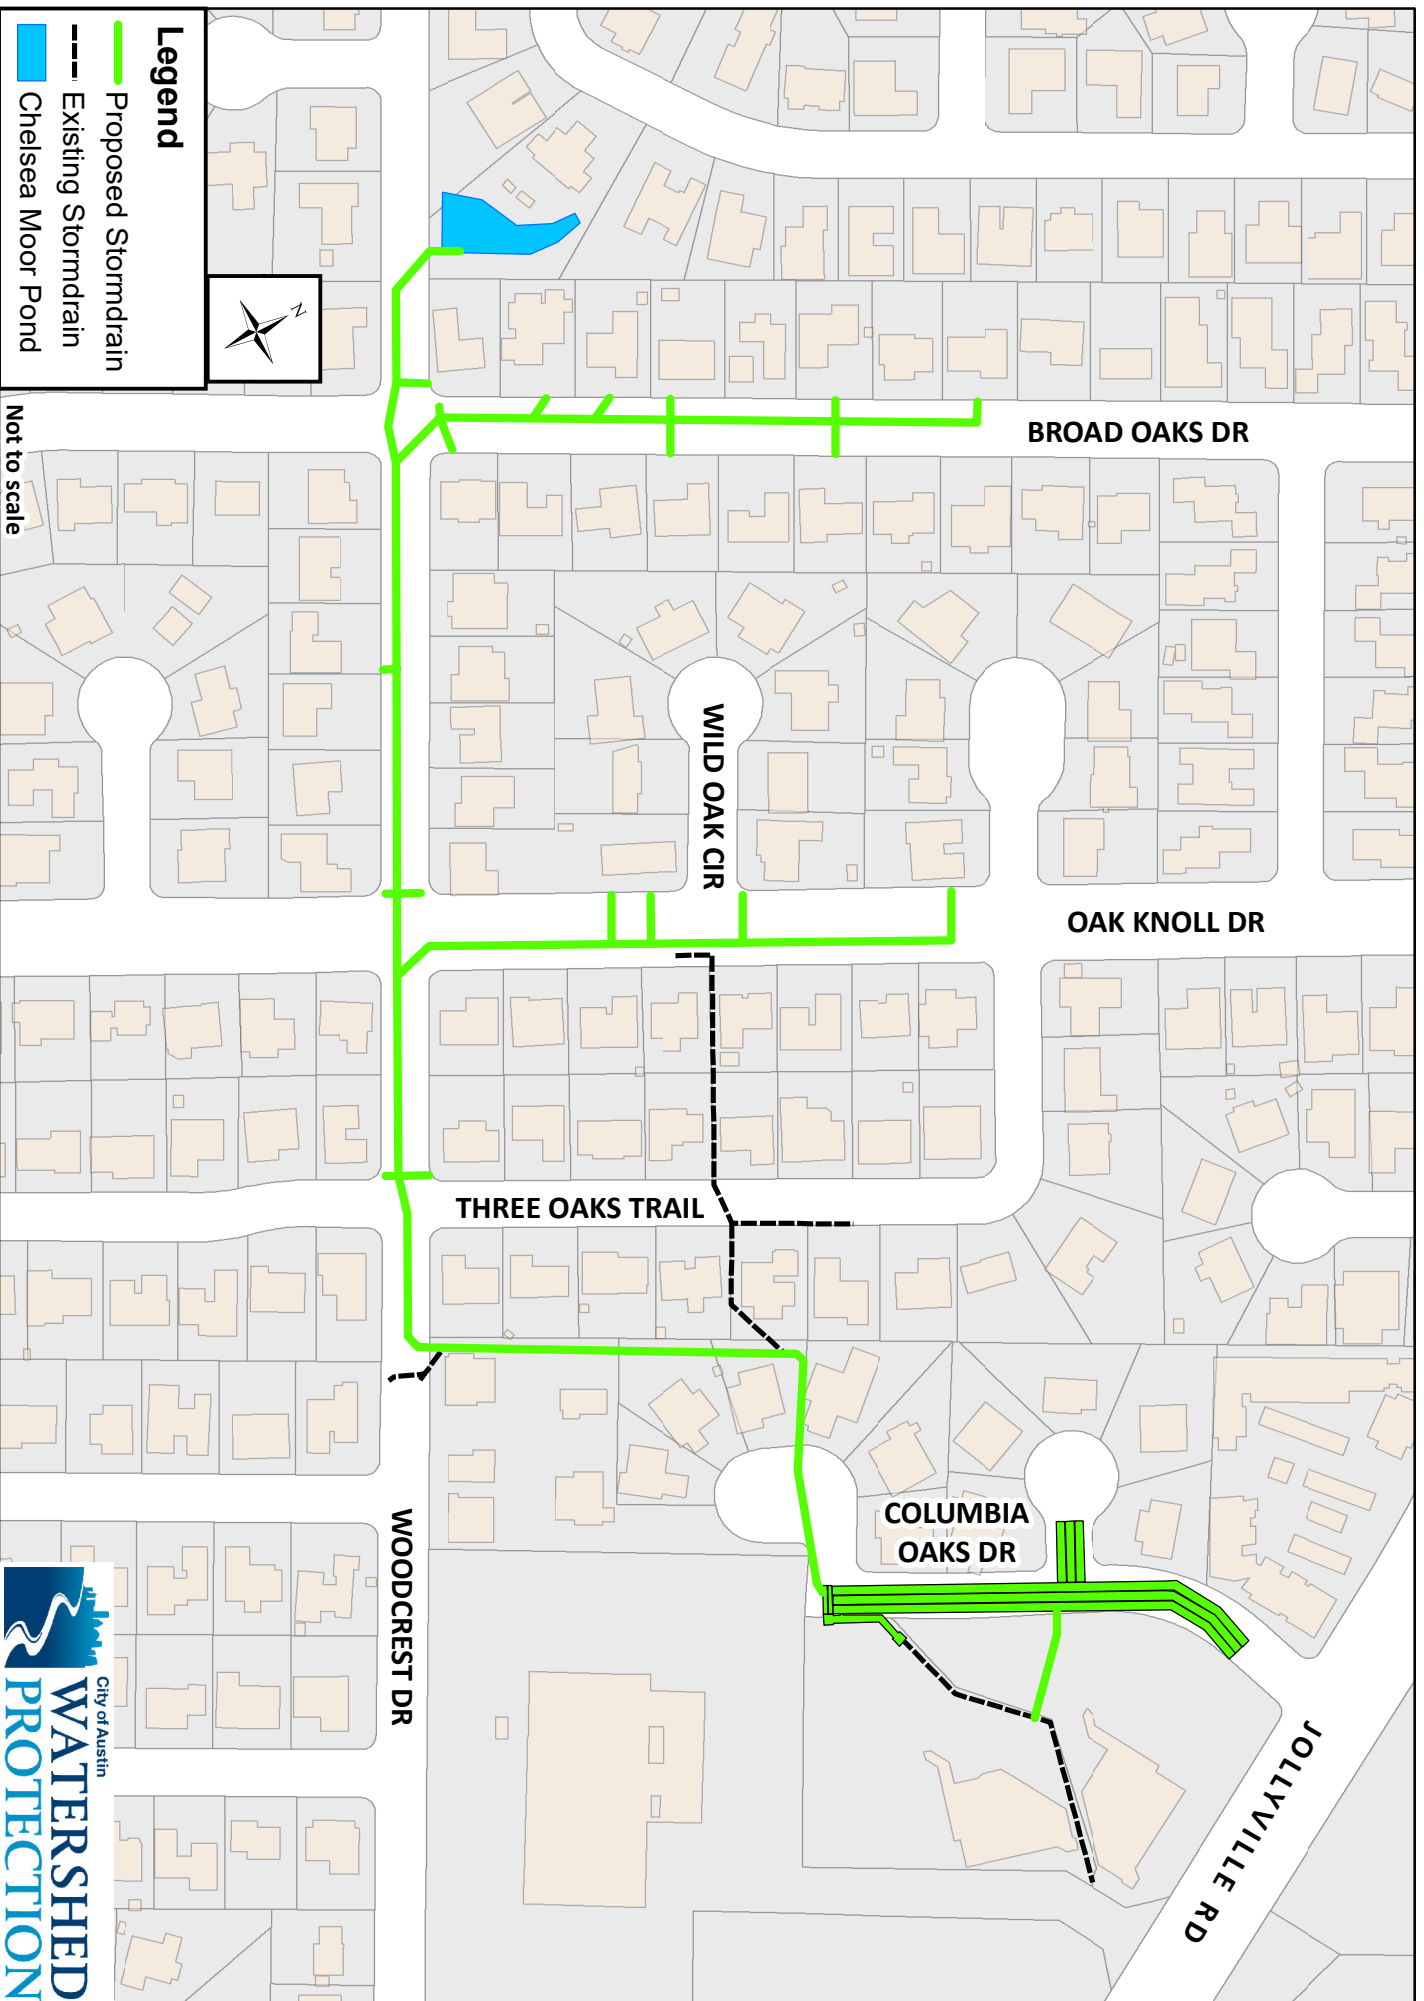 Legend
Proposed Stormdrain
Existing Stormdrain
Chelsea Moor Pond
N
Not to scale
BROAD OAKS DR
WILD OAK CIR
OAK KNOLL DR
THREE OAKS TRAIL
COLUMBIA
OAKS DR
WOODCREST DR
JOLLYVILLE RD
City of Austin
WATERSHED
PROTECTION